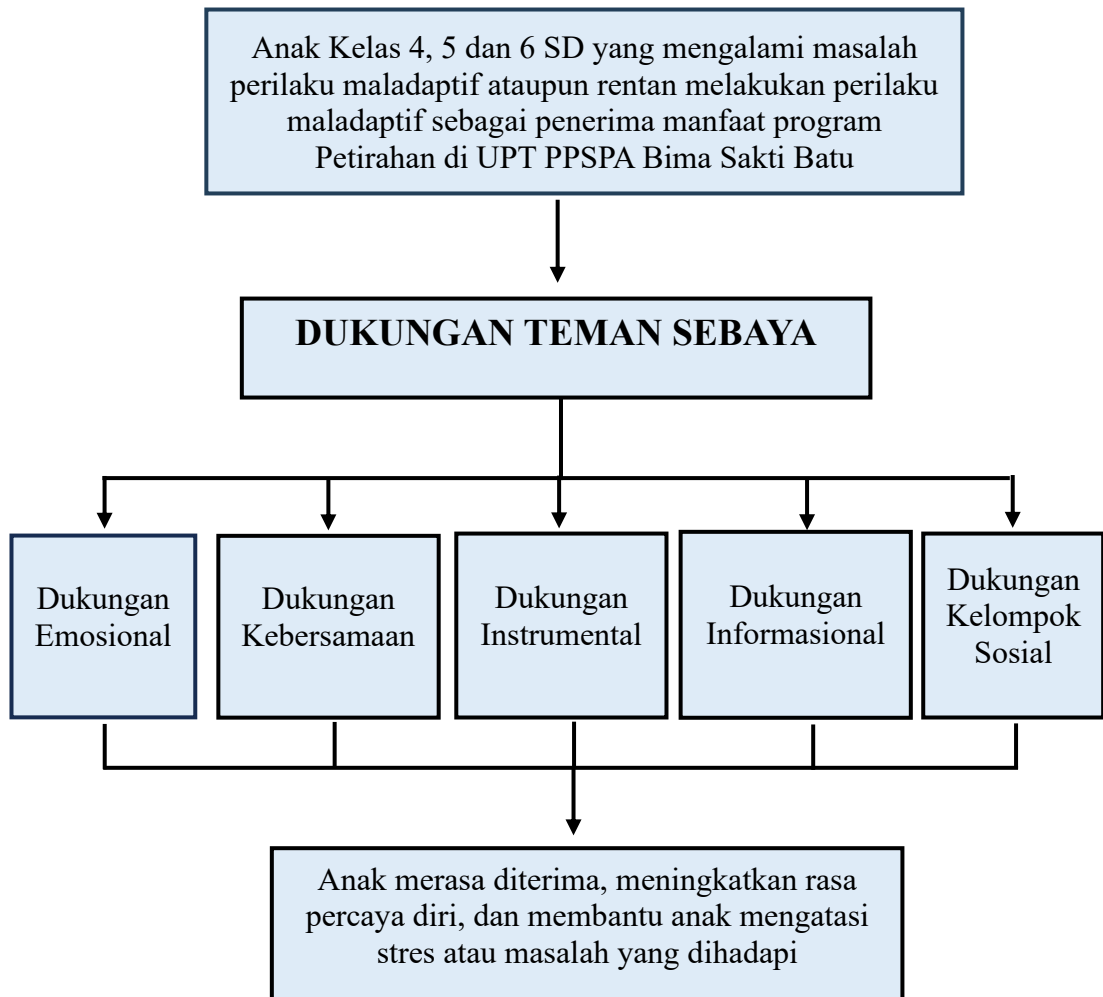 Anak Kelas 4, 5 dan 6 SD yang mengalami masalah
perilaku maladaptif ataupun rentan melakukan perilaku
maladaptif sebagai penerima manfaat program
Petirahan di UPT PPSPA Bima Sakti Batu
DUKUNGAN TEMAN SEBAYA
Dukungan
Emosional
Dukungan
Kebersamaan
Dukungan
Instrumental
Dukungan
Informasional
Dukungan
Kelompok
Sosial
Anak merasa diterima, meningkatkan rasa
percaya diri, dan membantu anak mengatasi
stres atau masalah yang dihadapi